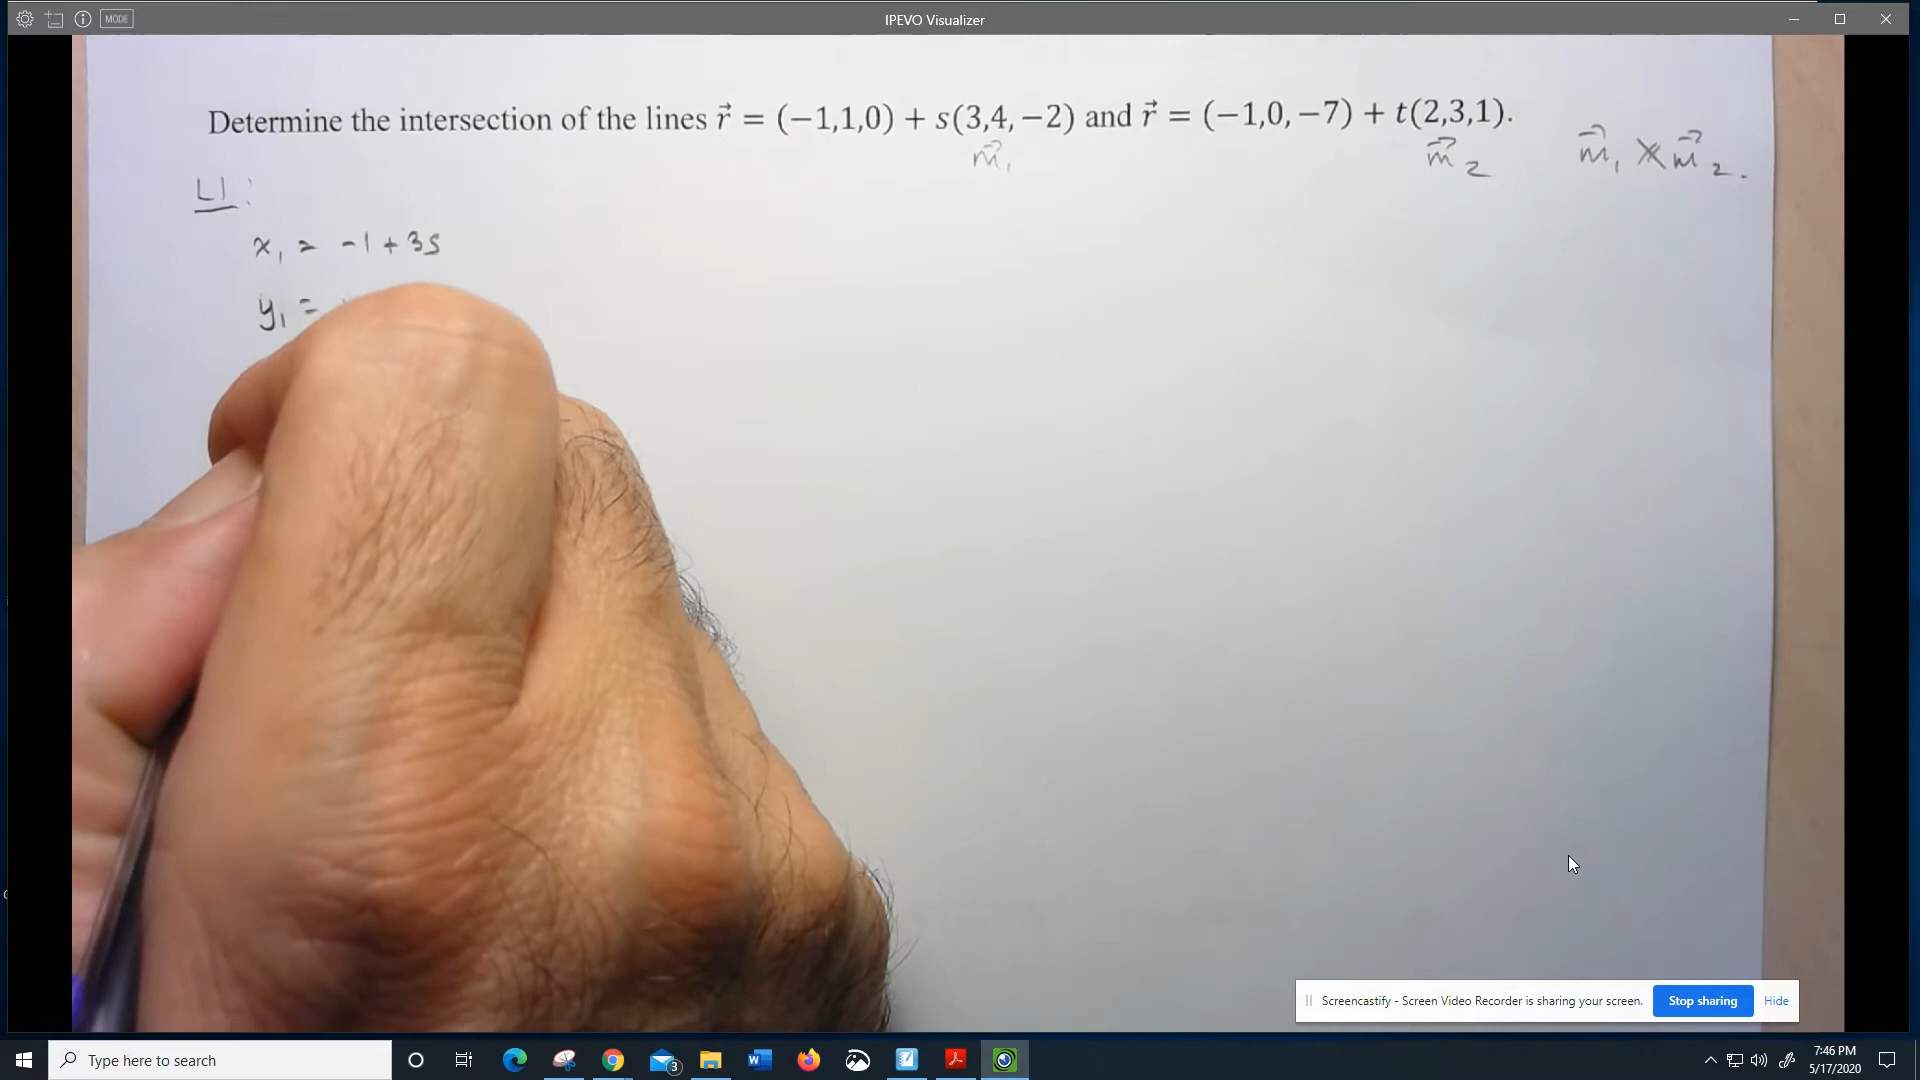 MODE
IPEVO Visualizer
Determine the intersection of the lines r⃗ = (−1,1,0) + s(3,4,−2) and r⃗ = (−1,0,−7) + t(2,3,1).
m⃗₁
m⃗₂
m⃗₁ ∦ m⃗₂.
L1:
x₁ = -1 + 3s
y₁ =
Screencastify - Screen Video Recorder is sharing your screen.
Stop sharing
Hide
Type here to search
3
7:46 PM
5/17/2020